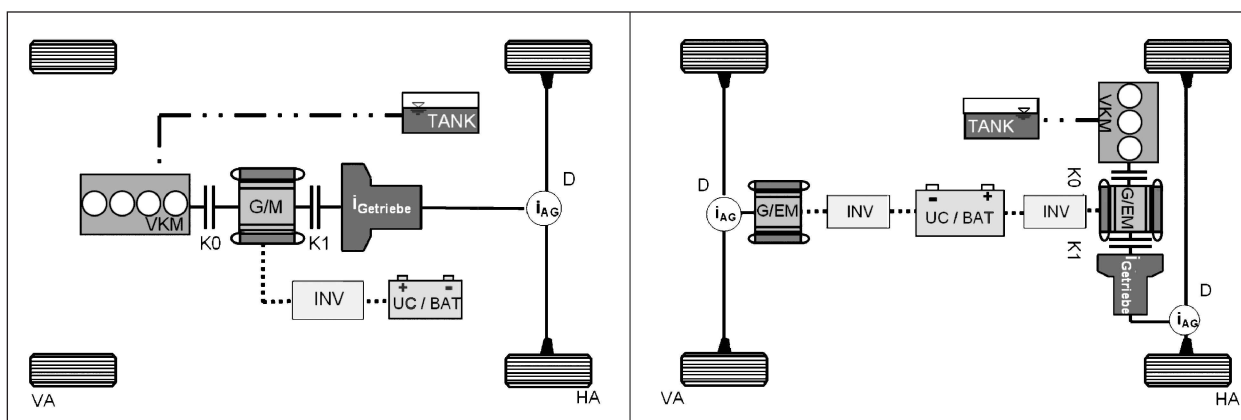 TANK
VKM
K0
G/M
K1
iGetriebe
D
iAG
INV
+ -
UC / BAT
VA
HA
TANK
VKM
K0
D
iAG
G/EM
INV
- +
UC / BAT
INV
G/EM
K1
iGetriebe
D
iAG
VA
HA